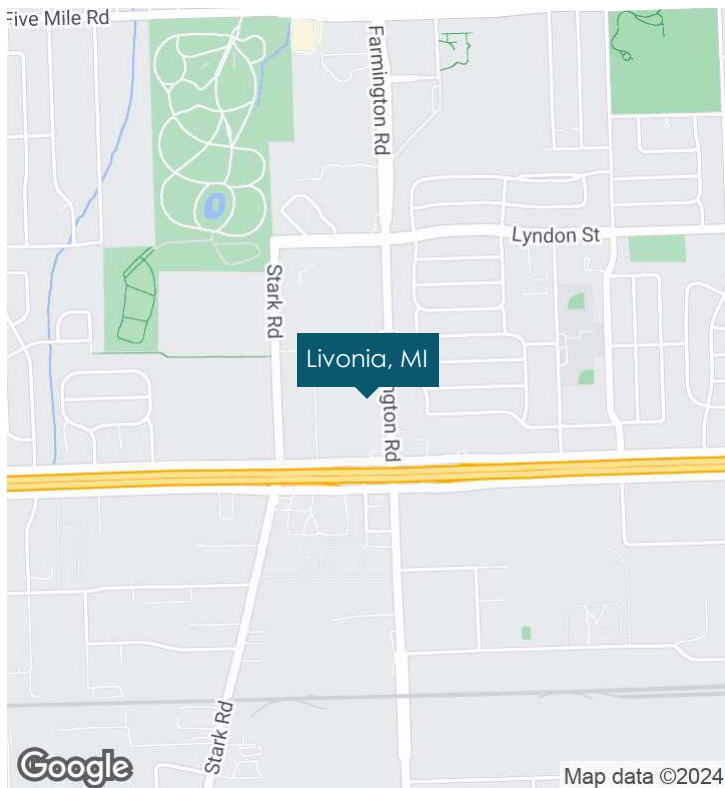 Five Mile Rd
Farmington Rd
Lyndon St
Stark Rd
Livonia, MI
ngton Rd
Stark Rd
Google
Map data ©2024